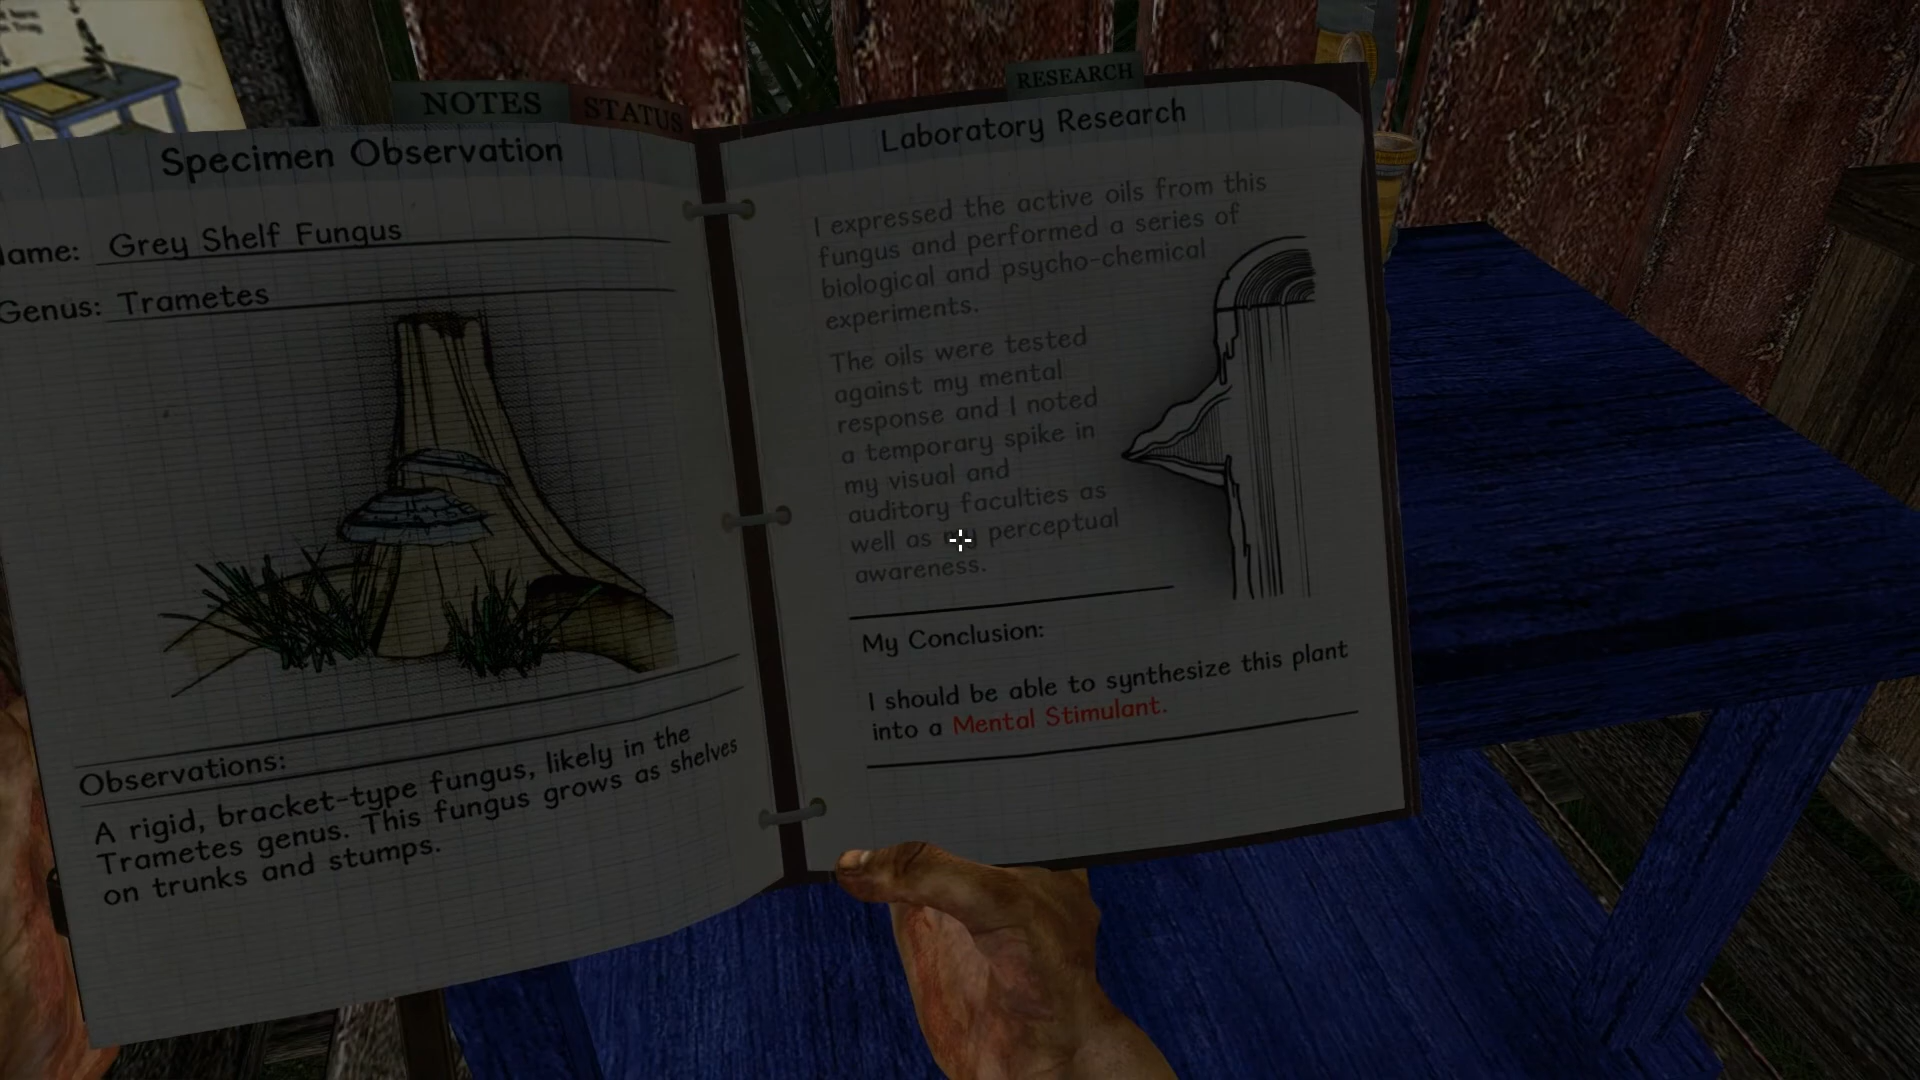 NOTES
STATUS
RESEARCH
Specimen Observation
Name: Grey Shelf Fungus
Genus: Trametes
Observations:
A rigid, bracket-type fungus, likely in the
Trametes genus. This fungus grows as shelves
on trunks and stumps.
Laboratory Research
I expressed the active oils from this
fungus and performed a series of
biological and psycho-chemical
experiments.
The oils were tested
against my mental
response and I noted
a temporary spike in
my visual and
auditory faculties as
well as my perceptual
awareness.
My Conclusion:
I should be able to synthesize this plant
into a Mental Stimulant.